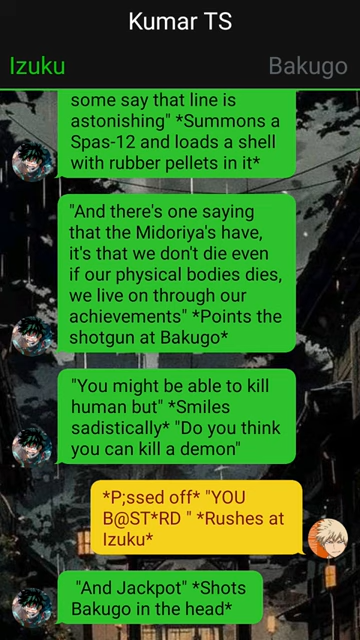 Kumar TS
Izuku
Bakugo
some say that line is
astonishing" *Summons a
Spas-12 and loads a shell
with rubber pellets in it*
"And there's one saying
that the Midoriya's have,
it's that we don't die even
if our physical bodies dies,
we live on through our
achievements" *Points the
shotgun at Bakugo*
"You might be able to kill
human but" *Smiles
sadistically* "Do you think
you can kill a demon"
*P;ssed off* "YOU
B@ST*RD " *Rushes at
Izuku*
"And Jackpot" *Shots
Bakugo in the head*